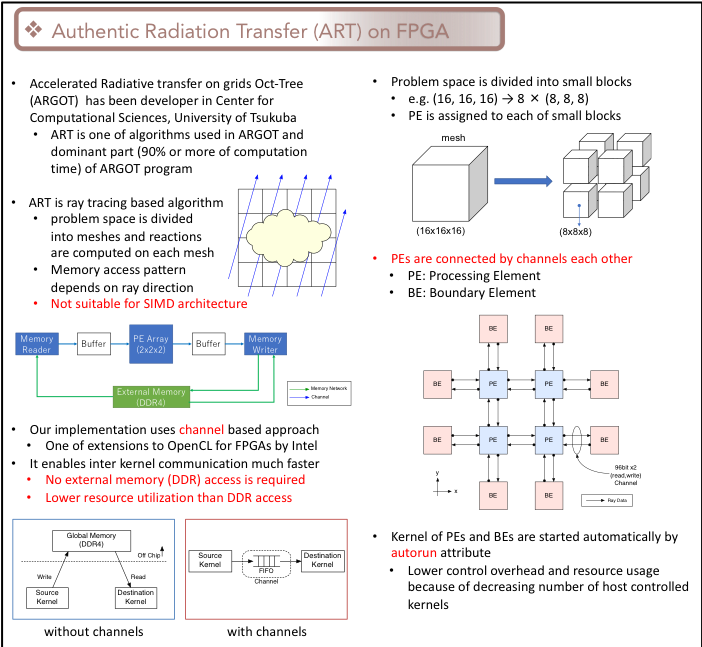 ❖ Authentic Radiation Transfer (ART) on FPGA
• Accelerated Radiative transfer on grids Oct-Tree
(ARGOT) has been developer in Center for
Computational Sciences, University of Tsukuba
• ART is one of algorithms used in ARGOT and
dominant part (90% or more of computation
time) of ARGOT program
• ART is ray tracing based algorithm
• problem space is divided
into meshes and reactions
are computed on each mesh
• Memory access pattern
depends on ray direction
• Not suitable for SIMD architecture
Memory
Reader
Buffer
PE Array
(2x2x2)
Buffer
Memory
Writer
External Memory
(DDR4)
Memory Network
Channel
• Our implementation uses channel based approach
• One of extensions to OpenCL for FPGAs by Intel
• It enables inter kernel communication much faster
• No external memory (DDR) access is required
• Lower resource utilization than DDR access
Global Memory
(DDR4)
Off Chip
Write
Read
Source
Kernel
Destination
Kernel
without channels
Source
Kernel
FIFO
Channel
Destination
Kernel
with channels
• Problem space is divided into small blocks
• e.g. (16, 16, 16) → 8 × (8, 8, 8)
• PE is assigned to each of small blocks
mesh
(16x16x16)
(8x8x8)
• PEs are connected by channels each other
• PE: Processing Element
• BE: Boundary Element
BE BE
BE PE PE BE
BE PE PE BE
BE BE
y
x
96bit x2
(read,write)
Channel
Ray Data
• Kernel of PEs and BEs are started automatically by
autorun attribute
• Lower control overhead and resource usage
because of decreasing number of host controlled
kernels